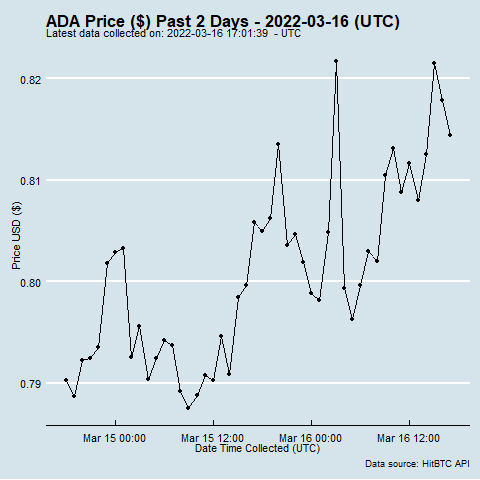 ADA Price ($) Past 2 Days - 2022-03-16 (UTC)
Latest data collected on: 2022-03-16 17:01:39  - UTC
Price USD ($)
0.82
0.81
0.80
0.79
Mar 15 00:00
Mar 15 12:00
Mar 16 00:00
Mar 16 12:00
Date Time Collected (UTC)
Data source: HitBTC API